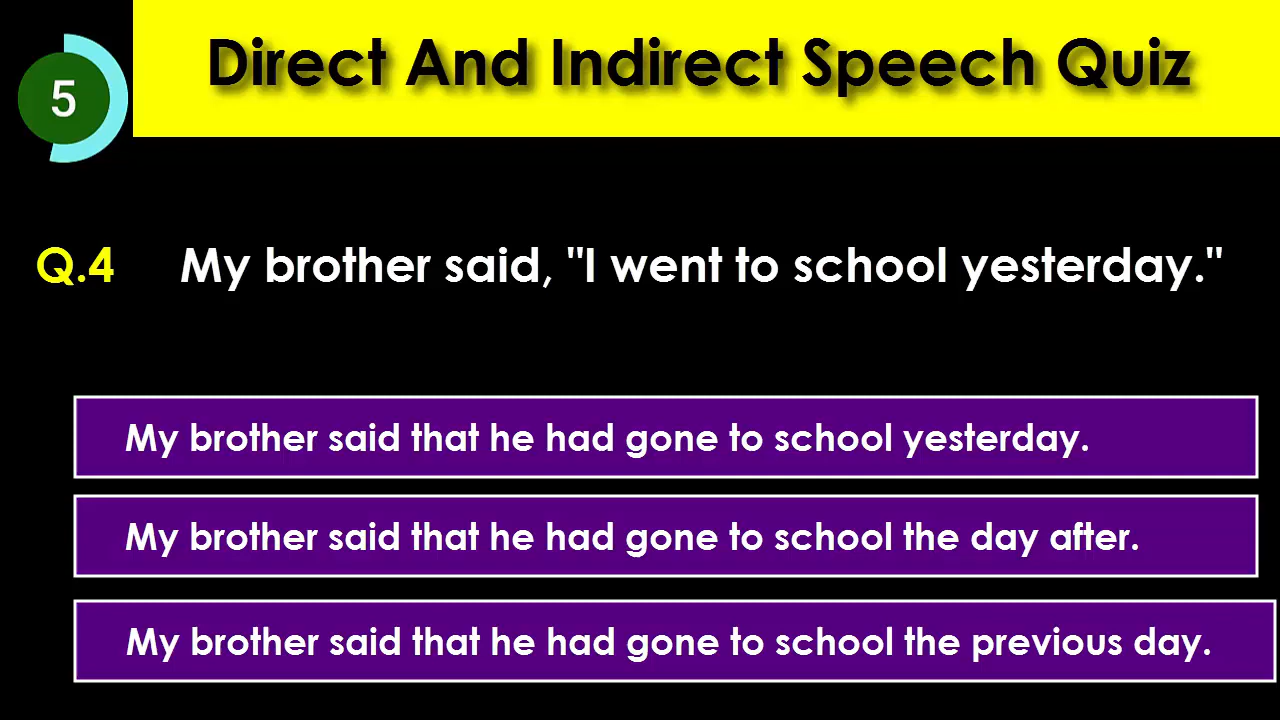 5
Direct And Indirect Speech Quiz
Q.4 My brother said, "I went to school yesterday."
My brother said that he had gone to school yesterday.
My brother said that he had gone to school the day after.
My brother said that he had gone to school the previous day.